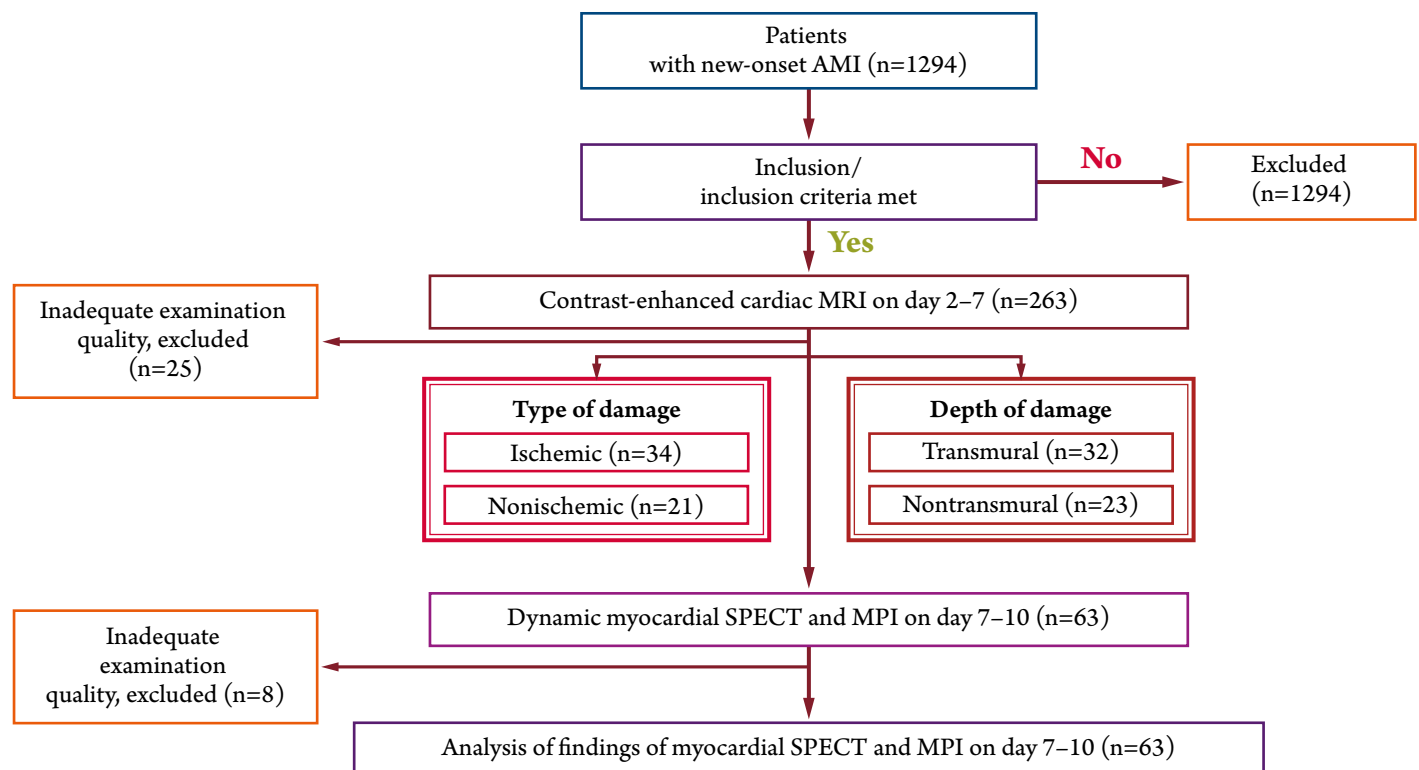 Patients
with new-onset AMI (n=1294)
Inclusion/
inclusion criteria met
No
Excluded
(n=1294)
Yes
Contrast-enhanced cardiac MRI on day 2–7 (n=263)
Inadequate examination
quality, excluded
(n=25)
Type of damage
Ischemic (n=34)
Nonischemic (n=21)
Depth of damage
Transmural (n=32)
Nontransmural (n=23)
Dynamic myocardial SPECT and MPI on day 7–10 (n=63)
Inadequate
examination
quality, excluded (n=8)
Analysis of findings of myocardial SPECT and MPI on day 7–10 (n=63)